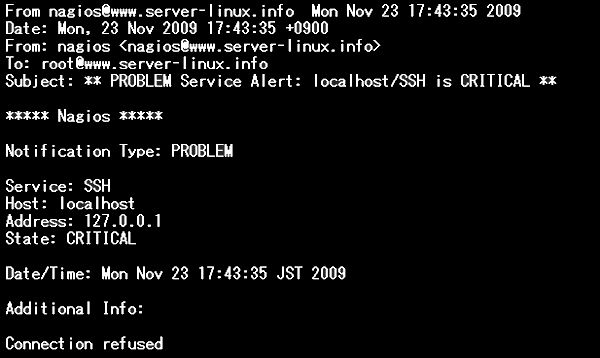 From nagios@www.server-linux.info  Mon Nov 23 17:43:35 2009
Date: Mon, 23 Nov 2009 17:43:35 +0900
From: nagios <nagios@www.server-linux.info>
To: root@www.server-linux.info
Subject: ** PROBLEM Service Alert: localhost/SSH is CRITICAL **
***** Nagios *****
Notification Type: PROBLEM
Service: SSH
Host: localhost
Address: 127.0.0.1
State: CRITICAL
Date/Time: Mon Nov 23 17:43:35 JST 2009
Additional Info:
Connection refused